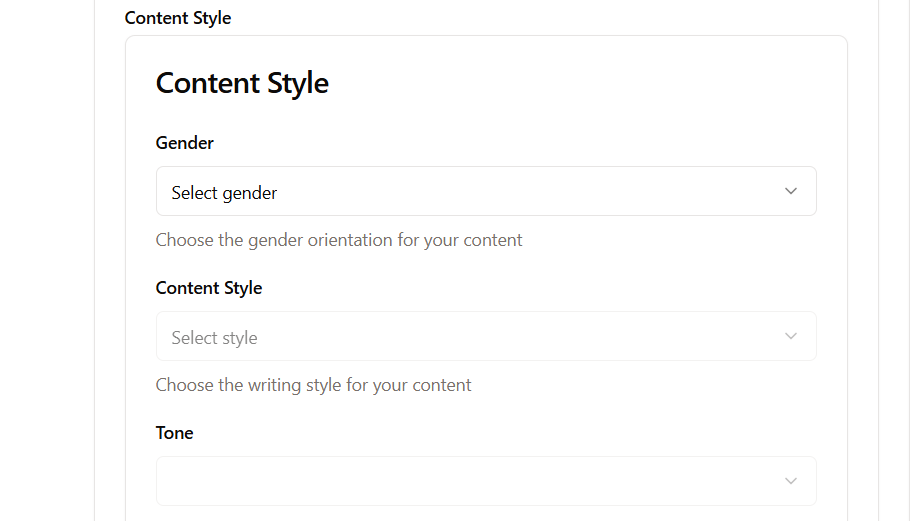 Content Style
Content Style
Gender
Select gender
Choose the gender orientation for your content
Content Style
Select style
Choose the writing style for your content
Tone